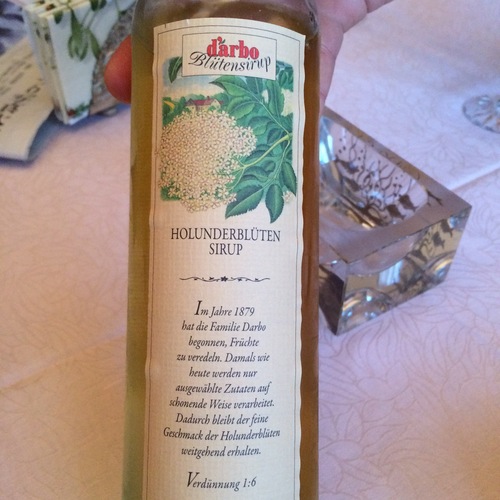 d'arbo
Blütensirup
HOLUNDERBLÜTEN
SIRUP
Im Jahre 1879
hat die Familie Darbo
begonnen, Früchte
zu veredeln. Damals wie
heute werden nur
ausgewählte Zutaten auf
schonende Weise verarbeitet.
Dadurch bleibt der feine
Geschmack der Holunderblüten
weitgehend erhalten.
Verdünnung 1:6